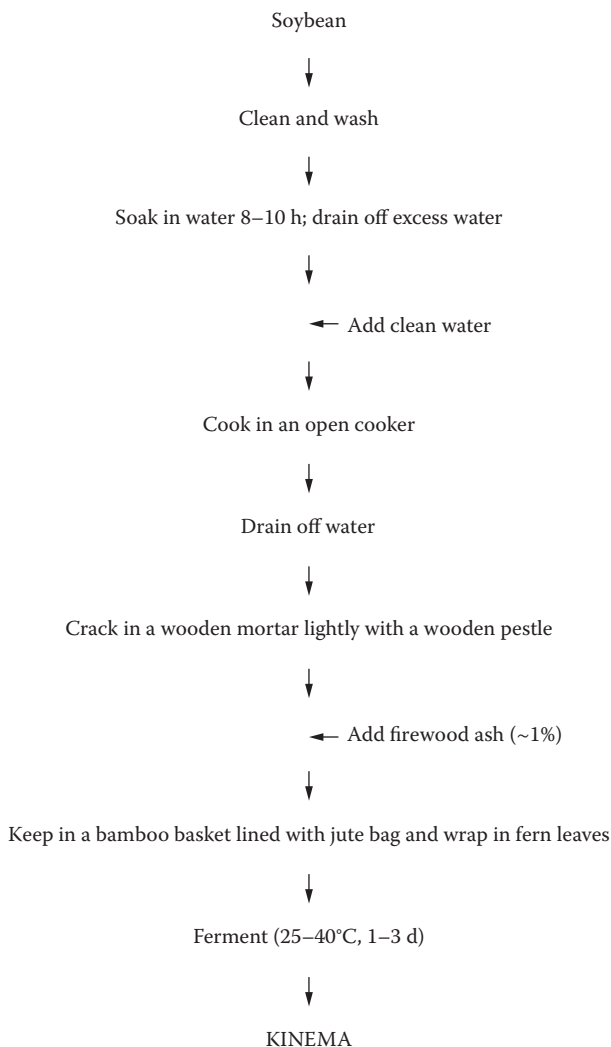 Soybean
Clean and wash
Soak in water 8–10 h; drain off excess water
Add clean water
Cook in an open cooker
Drain off water
Crack in a wooden mortar lightly with a wooden pestle
Add firewood ash (~1%)
Keep in a bamboo basket lined with jute bag and wrap in fern leaves
Ferment (25–40°C, 1–3 d)
KINEMA